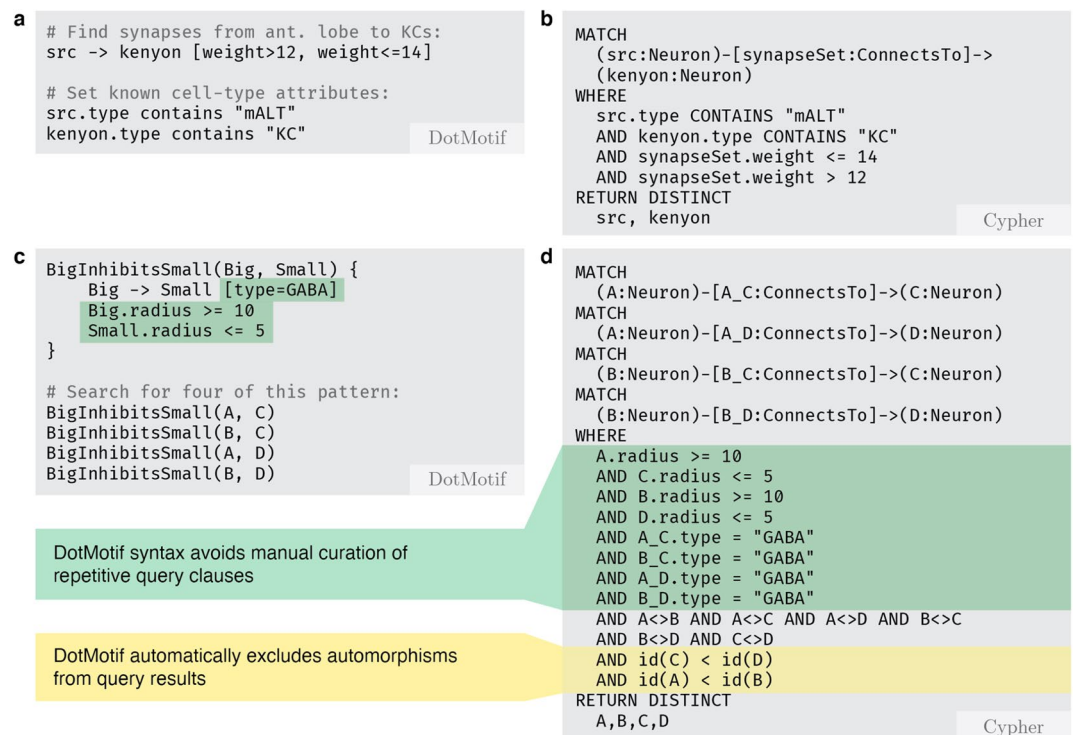 a
# Find synapses from ant. lobe to KCs:
src -> kenyon [weight>12, weight<=14]
# Set known cell-type attributes:
src.type contains "mALT"
kenyon.type contains "KC"
DotMotif
b
MATCH
(src:Neuron)-[synapseSet:ConnectsTo]->
(kenyon:Neuron)
WHERE
src.type CONTAINS "mALT"
AND kenyon.type CONTAINS "KC"
AND synapseSet.weight <= 14
AND synapseSet.weight > 12
RETURN DISTINCT
src, kenyon
Cypher
c
BigInhibitsSmall(Big, Small) {
Big -> Small [type=GABA]
Big.radius >= 10
Small.radius <= 5
}
# Search for four of this pattern:
BigInhibitsSmall(A, C)
BigInhibitsSmall(B, C)
BigInhibitsSmall(A, D)
BigInhibitsSmall(B, D)
DotMotif
DotMotif syntax avoids manual curation of
repetitive query clauses
DotMotif automatically excludes automorphisms
from query results
d
MATCH
(A:Neuron)-[A_C:ConnectsTo]->(C:Neuron)
MATCH
(A:Neuron)-[A_D:ConnectsTo]->(D:Neuron)
MATCH
(B:Neuron)-[B_C:ConnectsTo]->(C:Neuron)
MATCH
(B:Neuron)-[B_D:ConnectsTo]->(D:Neuron)
WHERE
A.radius >= 10
AND C.radius <= 5
AND B.radius >= 10
AND D.radius <= 5
AND A_C.type = "GABA"
AND B_C.type = "GABA"
AND A_D.type = "GABA"
AND B_D.type = "GABA"
AND A<>B AND A<>C AND A<>D AND B<>C
AND B<>D AND C<>D
AND id(C) < id(D)
AND id(A) < id(B)
RETURN DISTINCT
A,B,C,D
Cypher